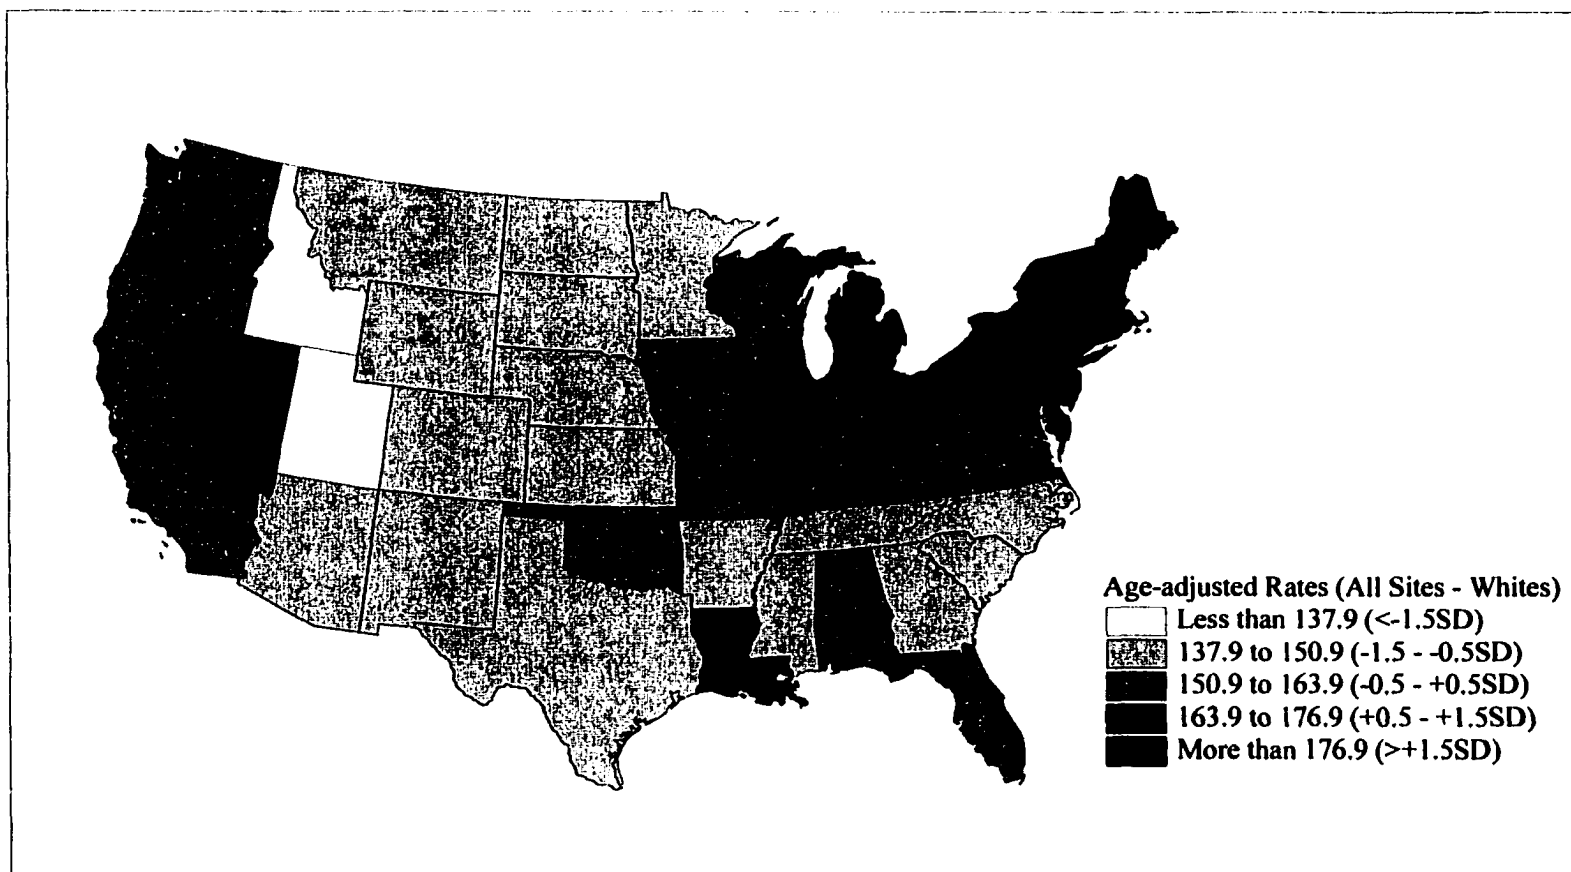 Age-adjusted Rates (All Sites - Whites)
Less than 137.9 (<-1.5SD)
137.9 to 150.9 (-1.5 - -0.5SD)
150.9 to 163.9 (-0.5 - +0.5SD)
163.9 to 176.9 (+0.5 - +1.5SD)
More than 176.9 (>+1.5SD)